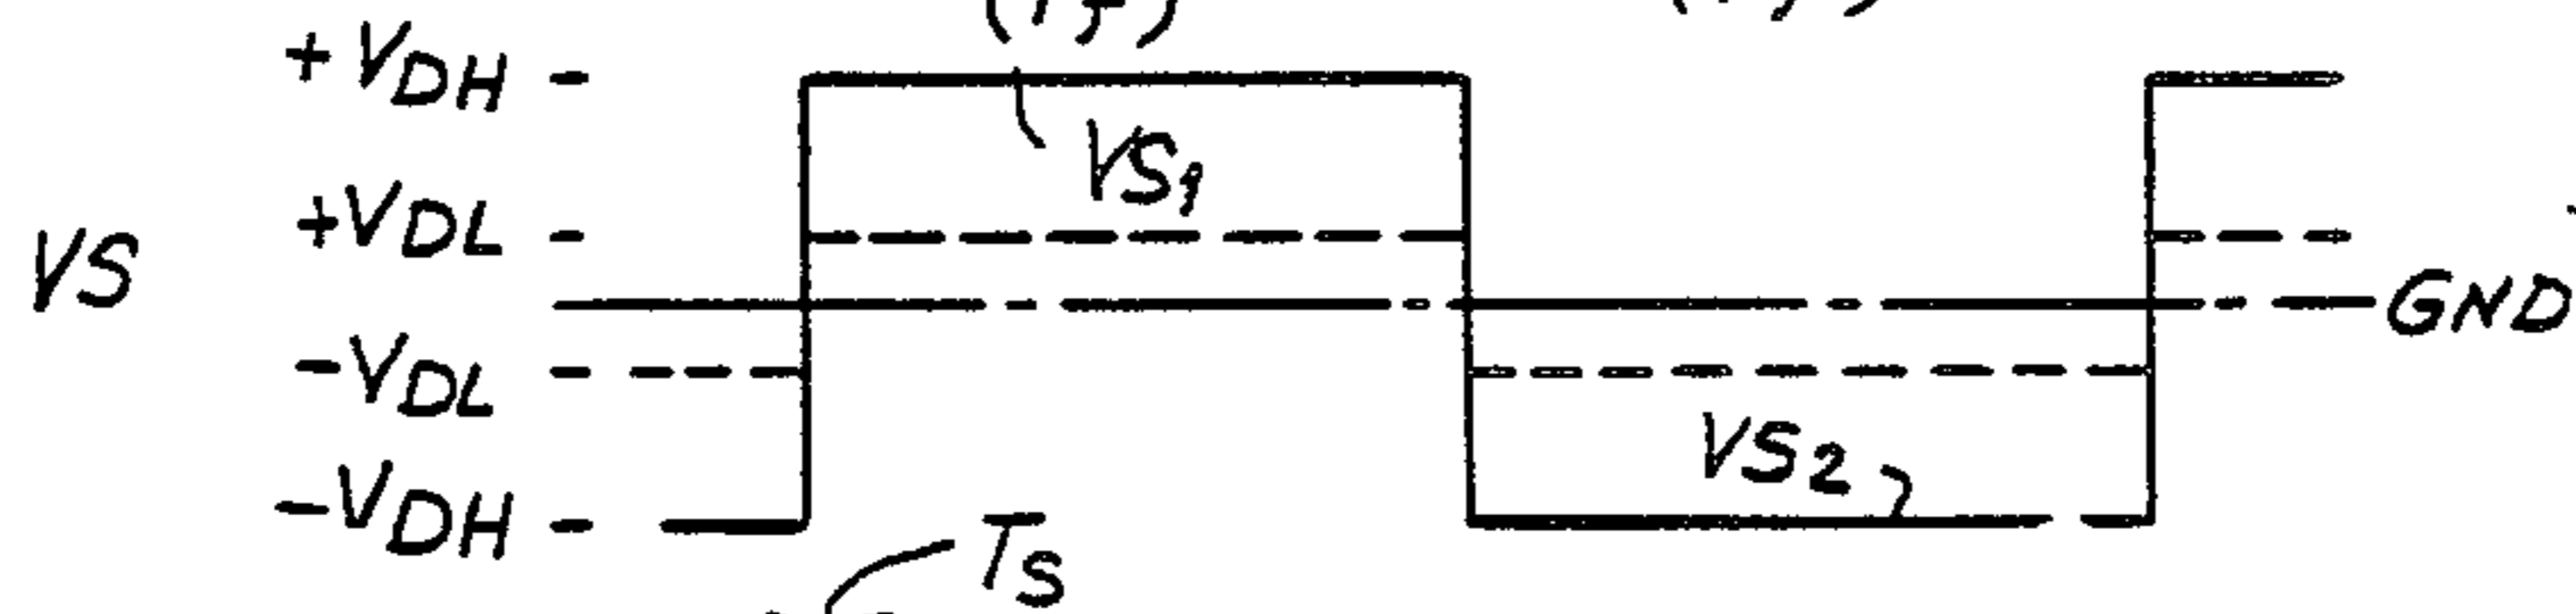 +VDH
VS1
+VDL
VS
GND
-VDL
VS2
-VDH
TS